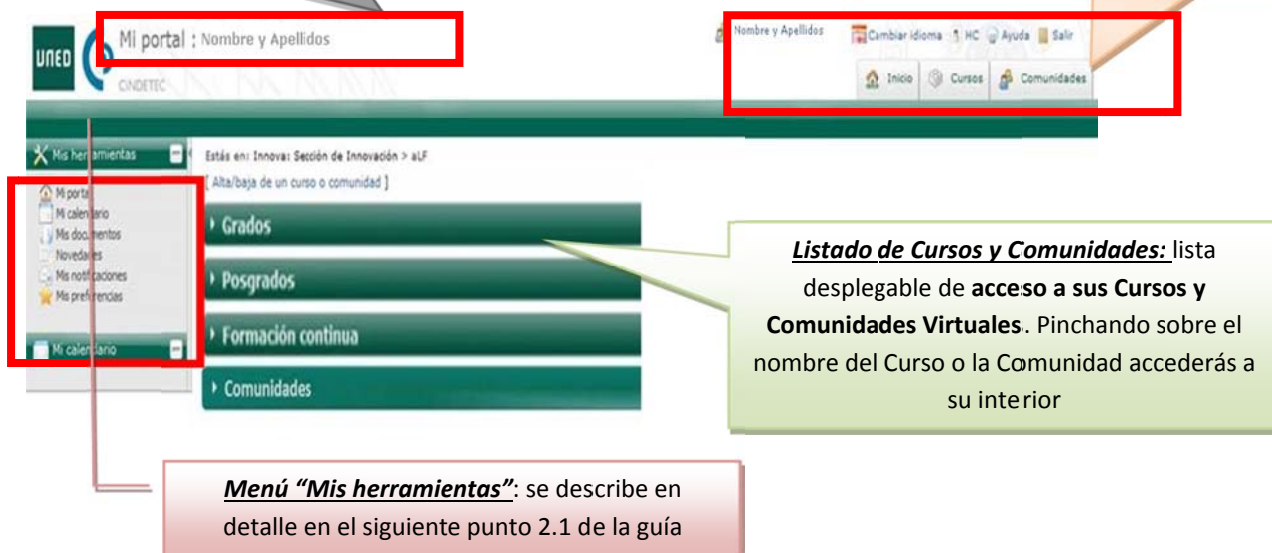 Mi portal : Nombre y Apellidos
UNED
CINDETEC
Nombre y Apellidos
Cambiar idioma HC Ayuda Salir
Inicio Cursos Comunidades
Mis herramientas
Mi portal
Mi calendario
Mis documentos
Novedades
Mis notificaciones
Mis preferencias
Mi calendario
Estás en: Innova: Sección de Innovación > aLF
[ Alta/baja de un curso o comunidad ]
Grados
Posgrados
Formación continua
Comunidades
Listado de Cursos y Comunidades: lista
desplegable de acceso a sus Cursos y
Comunidades Virtuales. Pinchando sobre el
nombre del Curso o la Comunidad accederás a
su interior
Menú “Mis herramientas”: se describe en
detalle en el siguiente punto 2.1 de la guía